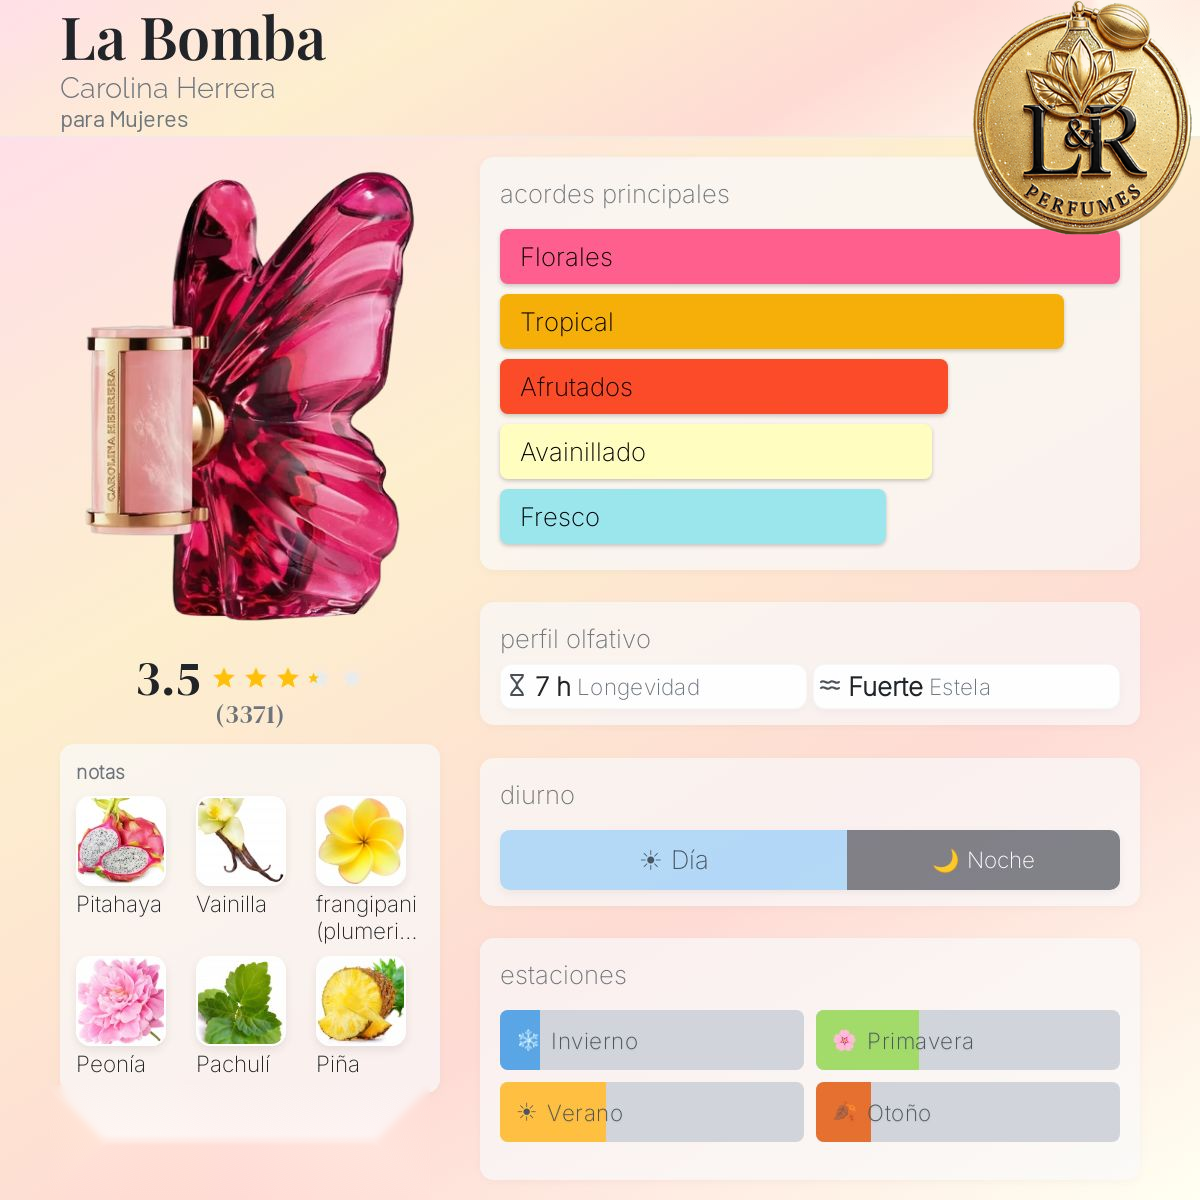 La Bomba
Carolina Herrera
para Mujeres
L&R
PERFUMES
CAROLINA HERRERA
3.5
(3371)
notas
Pitahaya
Vainilla
frangipani
(plumeri...
Peonía
Pachulí
Piña
acordes principales
Florales
Tropical
Afrutados
Avainillado
Fresco
perfil olfativo
7 h Longevidad
Fuerte Estela
diurno
Día
Noche
estaciones
Invierno
Primavera
Verano
Otoño